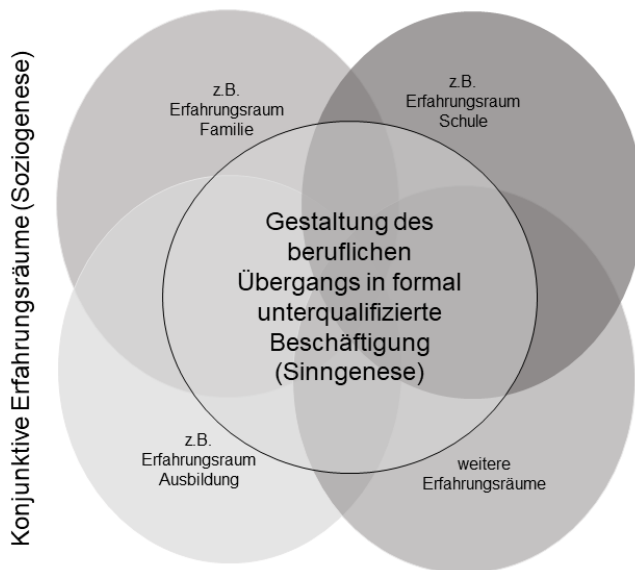 Konjunktive Erfahrungsräume (Soziogenese)
z.B.
Erfahrungsraum
Familie
z.B.
Erfahrungsraum
Schule
Gestaltung des
beruflichen
Übergangs in formal
unterqualifizierte
Beschäftigung
(Sinngenese)
z.B.
Erfahrungsraum
Ausbildung
weitere
Erfahrungsräume